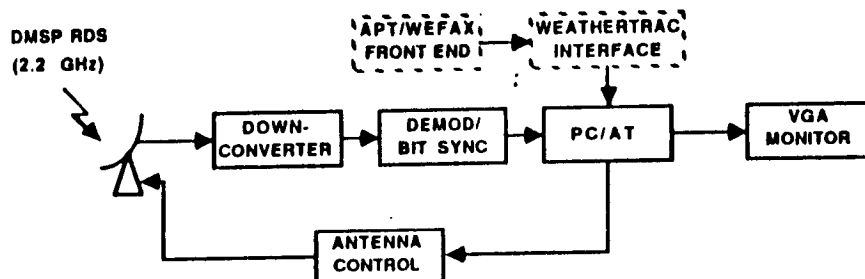 DMSP RDS
(2.2 GHz)
APT/WEFAX
FRONT END
WEATHERTRAC
INTERFACE
DOWN-
CONVERTER
DEMOD/
BIT SYNC
PC/AT
VGA
MONITOR
ANTENNA
CONTROL